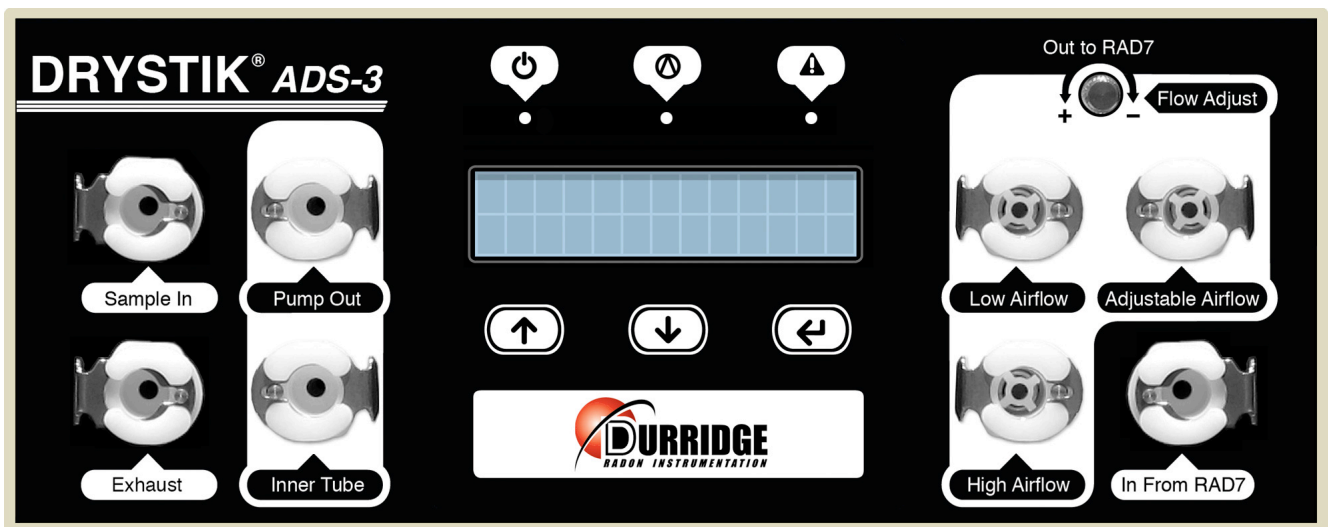 DRYSTIK® ADS-3
Out to RAD7
+ −
Flow Adjust
Sample In
Pump Out
Low Airflow
Adjustable Airflow
DURRIDGE
RADON INSTRUMENTATION
Exhaust
Inner Tube
High Airflow
In From RAD7